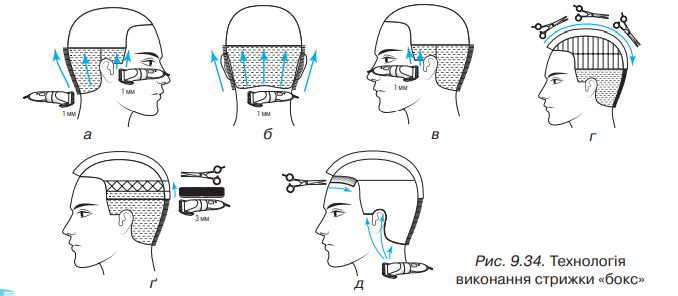 1 мм
1 мм
а
1 мм
б
1 мм
в
г
3 мм
ґ
д
Рис. 9.34. Технологія
виконання стрижки «бокс»